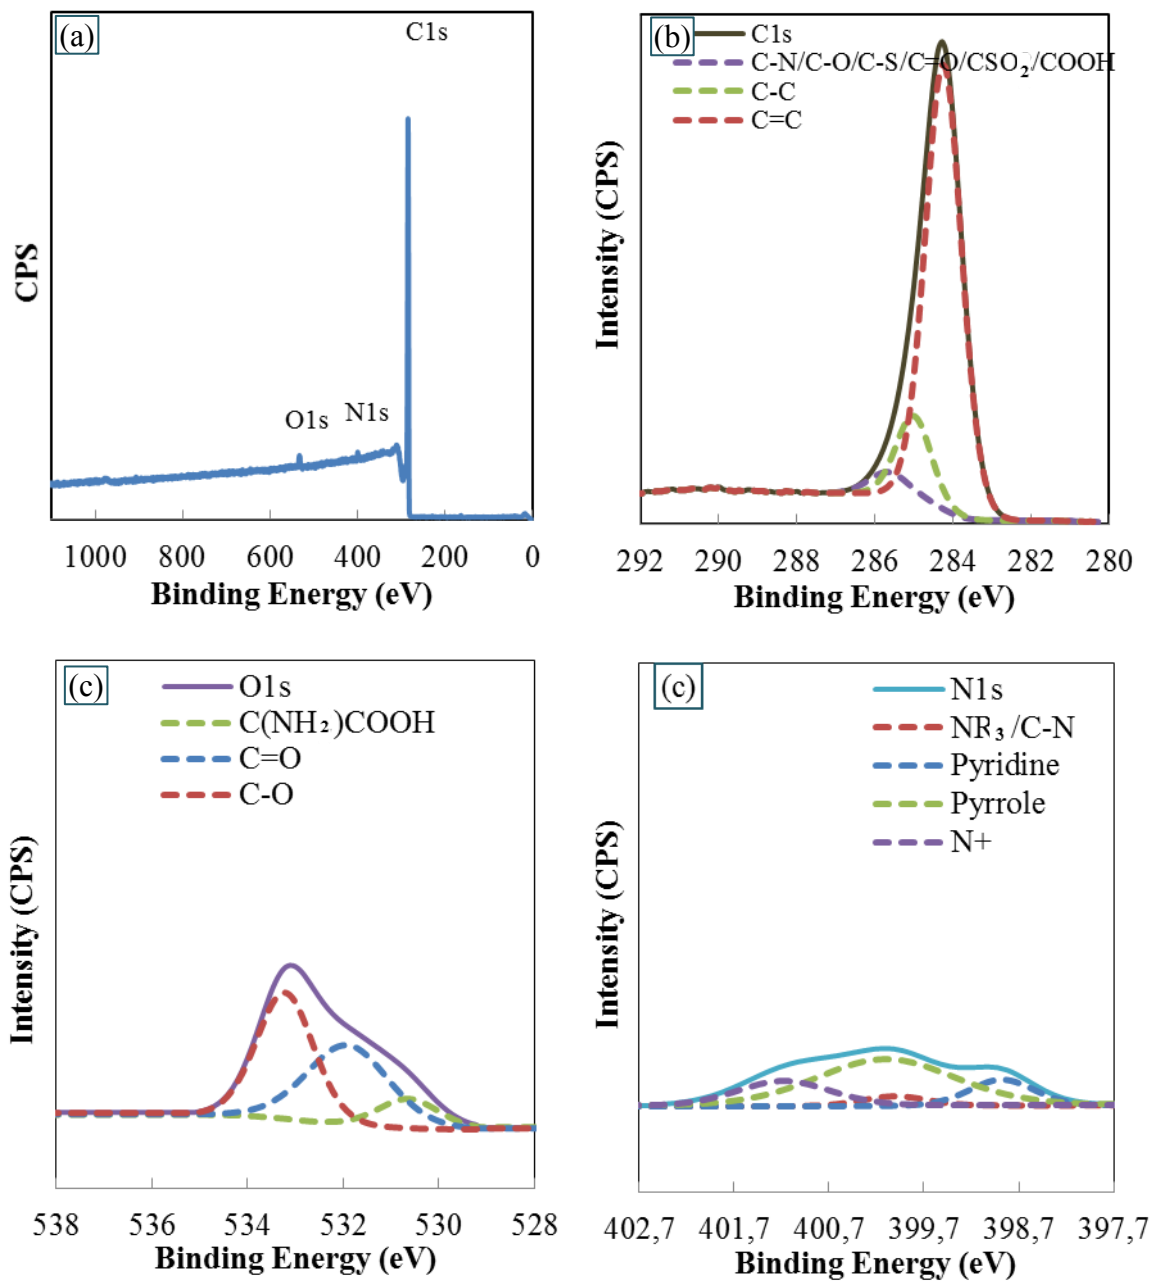 (a)
C1s
O1s
N1s
CPS
1000 800 600 400 200 0
Binding Energy (eV)
(b)
C1s
C-N/C-O/C-S/C=O/CSO2/COOH
C-C
C=C
Intensity (CPS)
292 290 288 286 284 282 280
Binding Energy (eV)
(c)
O1s
C(NH₂)COOH
C=O
C-O
Intensity (CPS)
538 536 534 532 530 528
Binding Energy (eV)
(c)
N1s
NR₃/C-N
Pyridine
Pyrrole
N+
Intensity (CPS)
402,7 401,7 400,7 399,7 398,7 397,7
Binding Energy (eV)